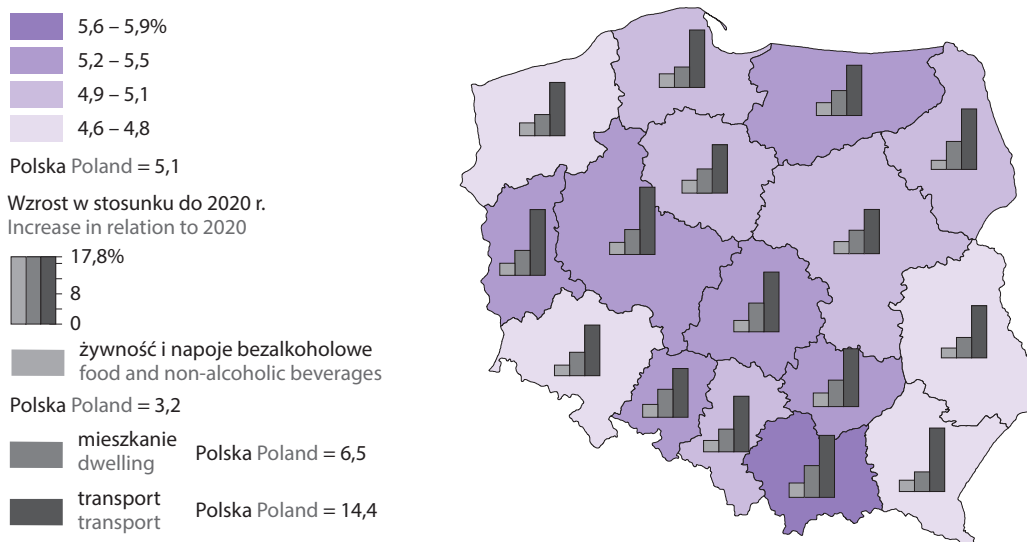 5,6 – 5,9%
5,2 – 5,5
4,9 – 5,1
4,6 – 4,8
Polska Poland = 5,1
Wzrost w stosunku do 2020 r.
Increase in relation to 2020
17,8%
8
0
żywność i napoje bezalkoholowe
food and non-alcoholic beverages
Polska Poland = 3,2
mieszkanie
dwelling
Polska Poland = 6,5
transport
transport
Polska Poland = 14,4